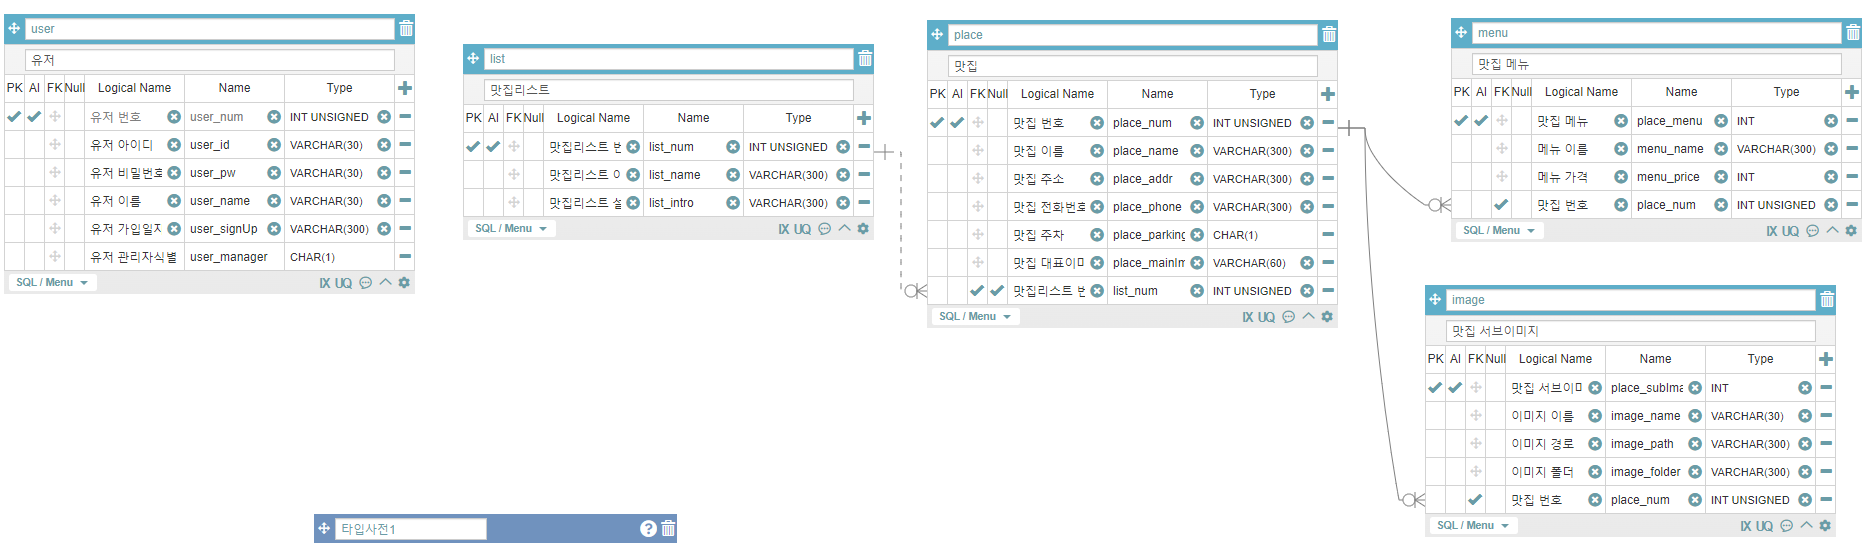 user
유저
PK AI FK Null Logical Name Name Type
유저 번호 user_num INT UNSIGNED
유저 아이디 user_id VARCHAR(30)
유저 비밀번호 user_pw VARCHAR(30)
유저 이름 user_name VARCHAR(30)
유저 가입일자 user_signUp VARCHAR(300)
유저 관리자식별 user_manager CHAR(1)
SQL / Menu IX UQ
list
맛집리스트
PK AI FK Null Logical Name Name Type
맛집리스트 번 list_num INT UNSIGNED
맛집리스트 이 list_name VARCHAR(300)
맛집리스트 설 list_intro VARCHAR(300)
SQL / Menu IX UQ
place
맛집
PK AI FK Null Logical Name Name Type
맛집 번호 place_num INT UNSIGNED
맛집 이름 place_name VARCHAR(300)
맛집 주소 place_addr VARCHAR(300)
맛집 전화번호 place_phone VARCHAR(300)
맛집 주차 place_parking CHAR(1)
맛집 대표이미 place_mainIm VARCHAR(60)
맛집리스트 번 list_num INT UNSIGNED
SQL / Menu IX UQ
menu
맛집 메뉴
PK AI FK Null Logical Name Name Type
맛집 메뉴 place_menu INT
메뉴 이름 menu_name VARCHAR(300)
메뉴 가격 menu_price INT
맛집 번호 place_num INT UNSIGNED
SQL / Menu IX UQ
image
맛집 서브이미지
PK AI FK Null Logical Name Name Type
맛집 서브이미 place_subIma INT
이미지 이름 image_name VARCHAR(30)
이미지 경로 image_path VARCHAR(300)
이미지 폴더 image_folder VARCHAR(300)
맛집 번호 place_num INT UNSIGNED
SQL / Menu IX UQ
타입사전1 ?